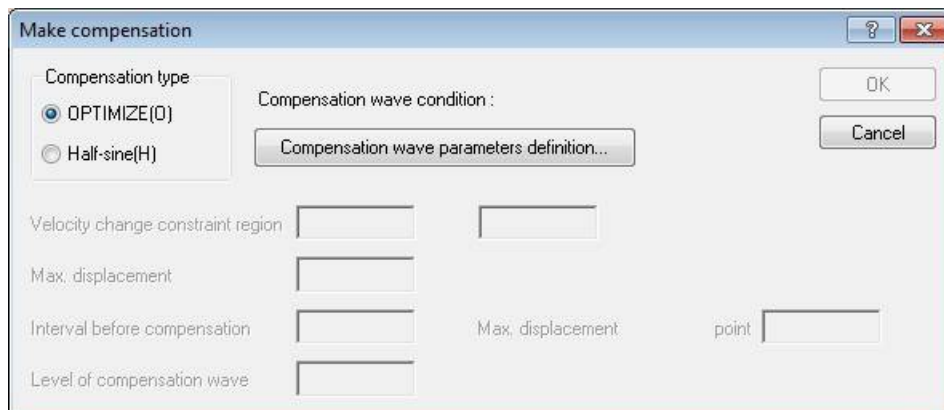 Make compensation
Compensation type
OPTIMIZE(O)
Half-sine(H)
Compensation wave condition :
Compensation wave parameters definition...
OK
Cancel
Velocity change constraint region
Max. displacement
Interval before compensation
Max. displacement point
Level of compensation wave